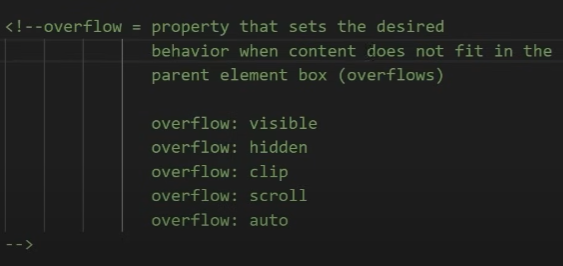 <!--overflow = property that sets the desired
behavior when content does not fit in the
parent element box (overflows)
overflow: visible
overflow: hidden
overflow: clip
overflow: scroll
overflow: auto
-->